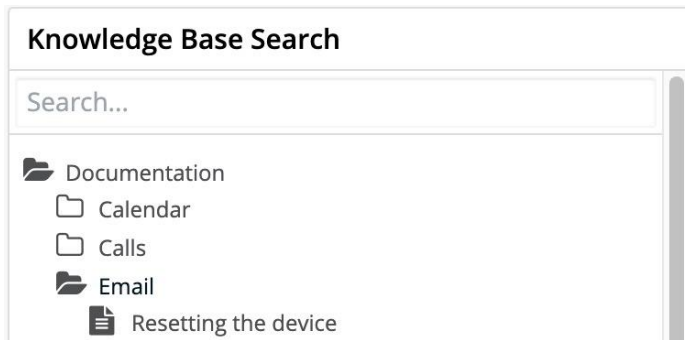 Knowledge Base Search
Search...
Documentation
Calendar
Calls
Email
Resetting the device